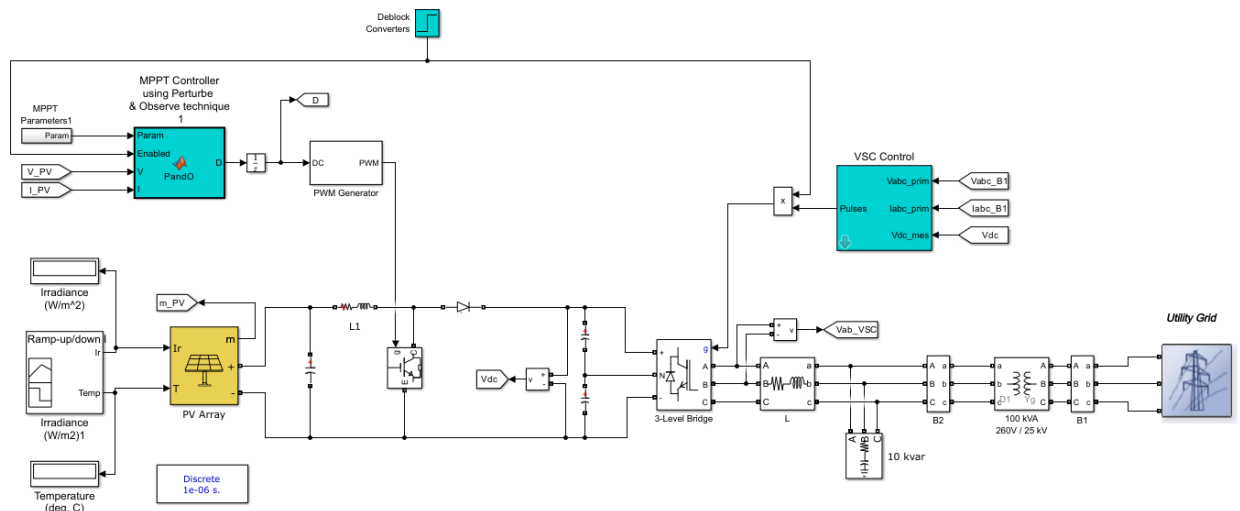 Deblock
Converters
MPPT Controller
using Perturbe
& Observe technique
1
MPPT
Parameters1
Param
Param
Enabled
V
I
PandO
D
V_PV
I_PV
1
z
D
DC
PWM
PWM Generator
VSC Control
Pulses
Vabc_prim
Iabc_prim
Vdc_mes
Vabc_B1
Iabc_B1
Vdc
x
Irradiance
(W/m^2)
m_PV
Ramp-up/down I
Ir
Temp
Irradiance
(W/m2)1
Ir
T
m
+
-
PV Array
Temperature
(deg. C)
Discrete
1e-06 s.
L1
g
C
E
Vdc
v
+
-
+
N
-
g
A
B
C
3-Level Bridge
+
-
v
Vab_VSC
A
B
C
a
b
c
L
A
B
C
10 kvar
A
B
C
a
b
c
B2
a
b
c
D1
Yg
A
B
C
100 kVA
260V / 25 kV
A
B
C
a
b
c
B1
Utility Grid